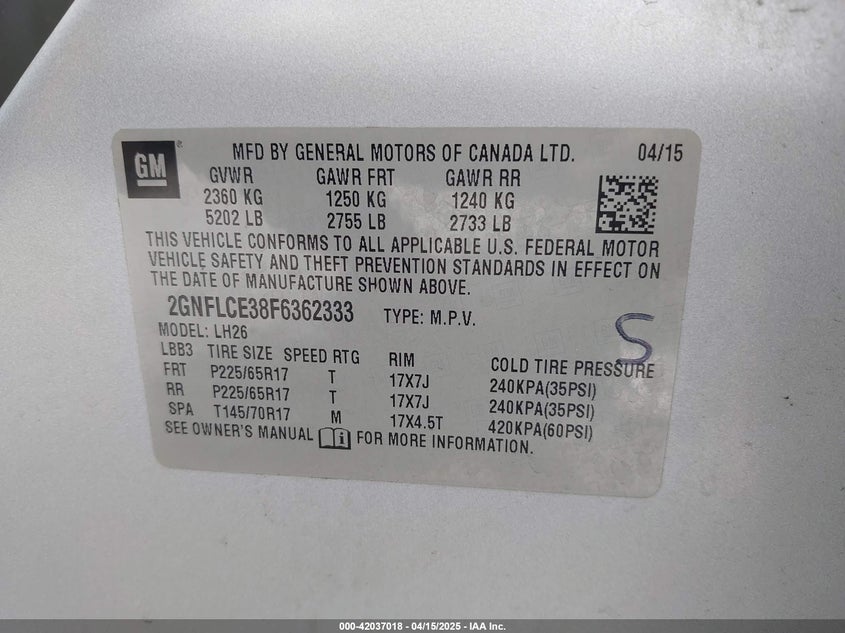 GM
MFD BY GENERAL MOTORS OF CANADA LTD. 04/15
GVWR GAWR FRT GAWR RR
2360 KG 1250 KG 1240 KG
5202 LB 2755 LB 2733 LB
THIS VEHICLE CONFORMS TO ALL APPLICABLE U.S. FEDERAL MOTOR
VEHICLE SAFETY AND THEFT PREVENTION STANDARDS IN EFFECT ON
THE DATE OF MANUFACTURE SHOWN ABOVE.
2GNFLCE38F6362333 TYPE: M.P.V.
MODEL: LH26
S
LBB3 TIRE SIZE SPEED RTG RIM COLD TIRE PRESSURE
FRT P225/65R17 T 17X7J 240KPA(35PSI)
RR P225/65R17 T 17X7J 240KPA(35PSI)
SPA T145/70R17 M 17X4.5T 420KPA(60PSI)
SEE OWNER'S MANUAL FOR MORE INFORMATION.
000-42037018 - 04/15/2025 - IAA Inc.